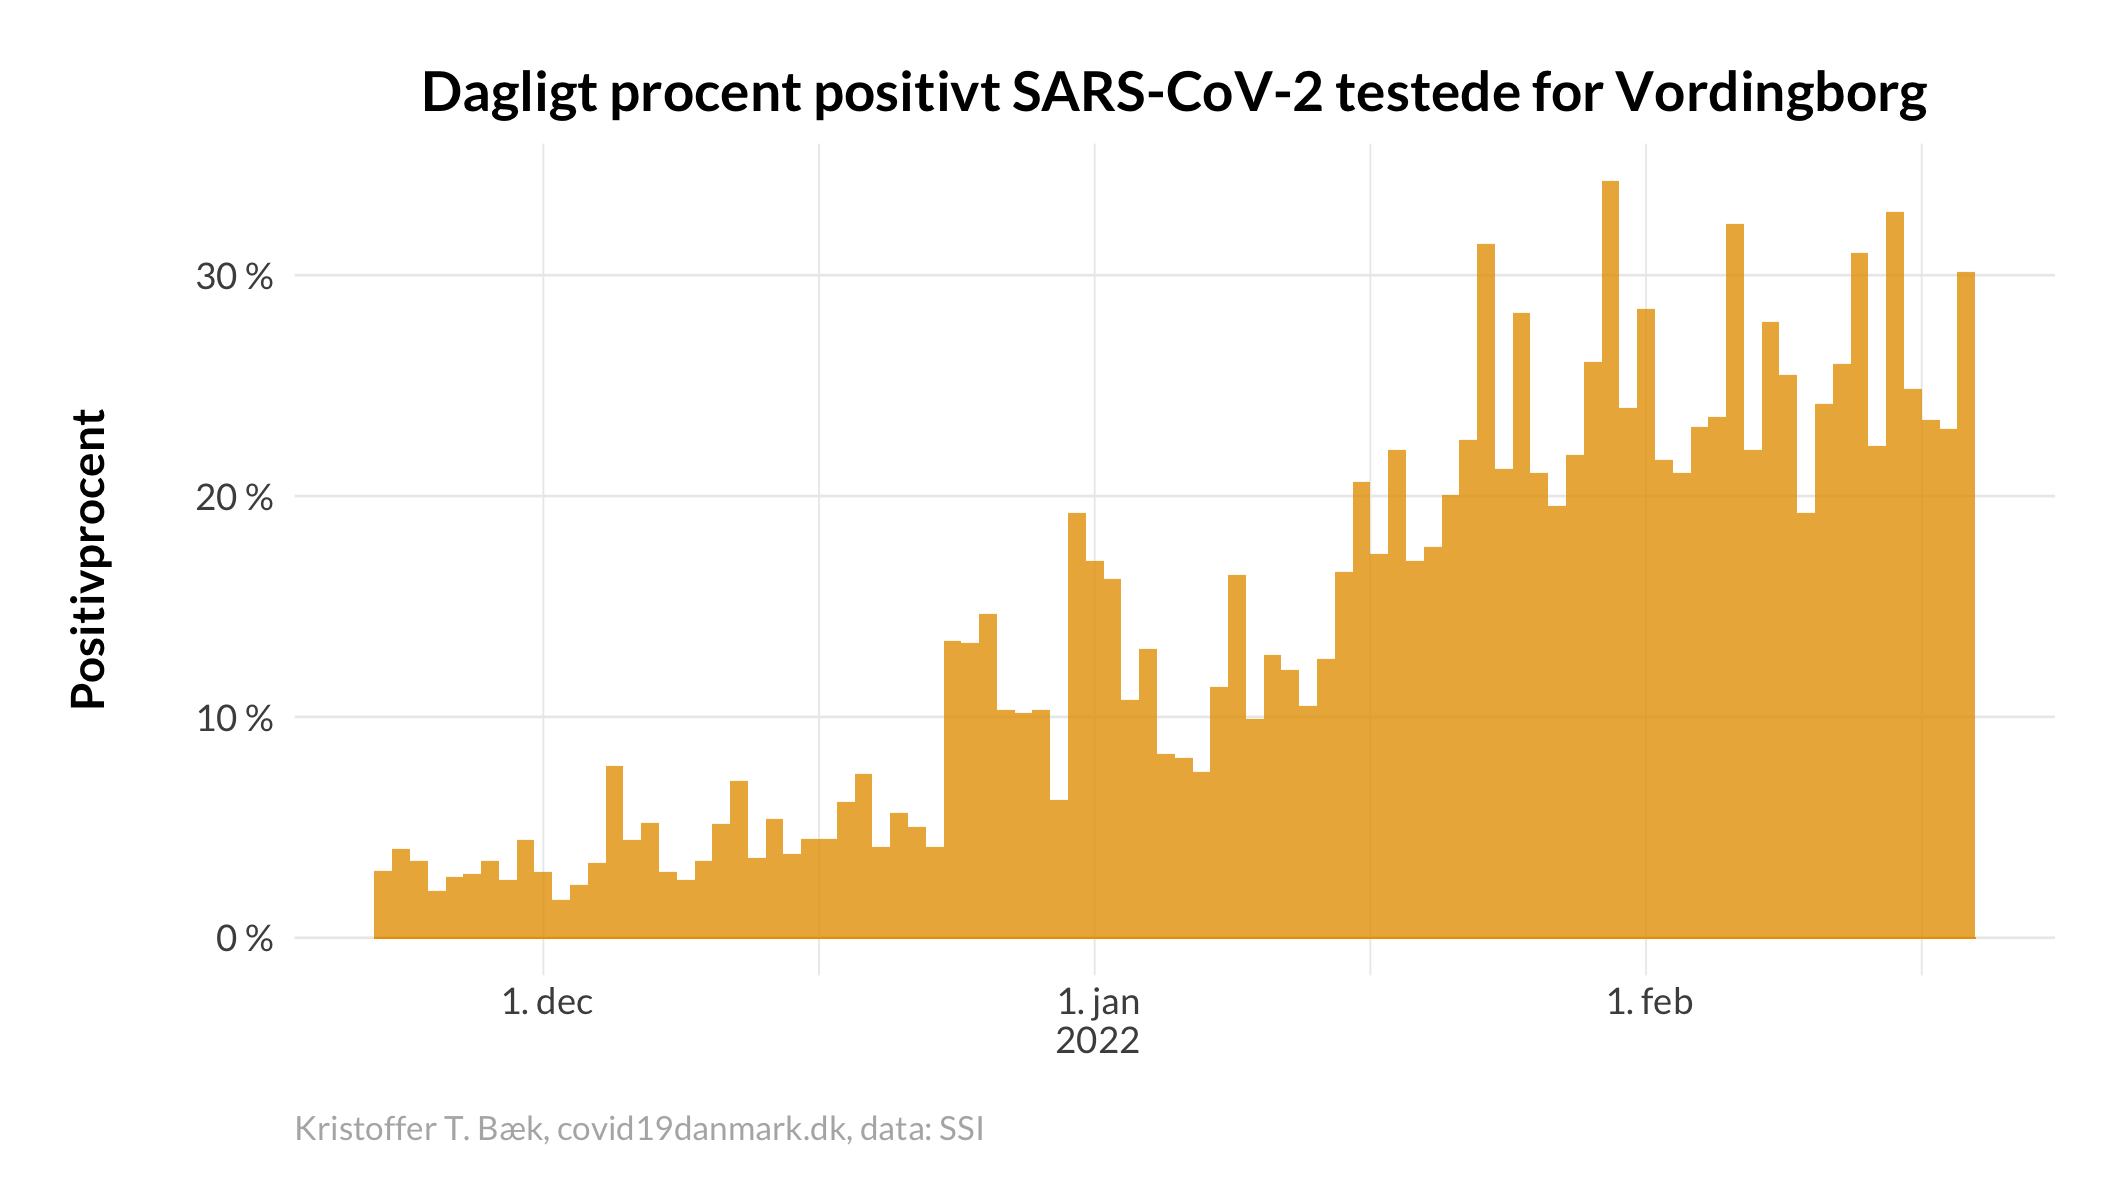 Dagligt procent positivt SARS-CoV-2 testede for Vordingborg
Positivprocent
30 %
20 %
10 %
0 %
1. dec
1. jan
2022
1. feb
Kristoffer T. Bæk, covid19danmark.dk, data: SSI